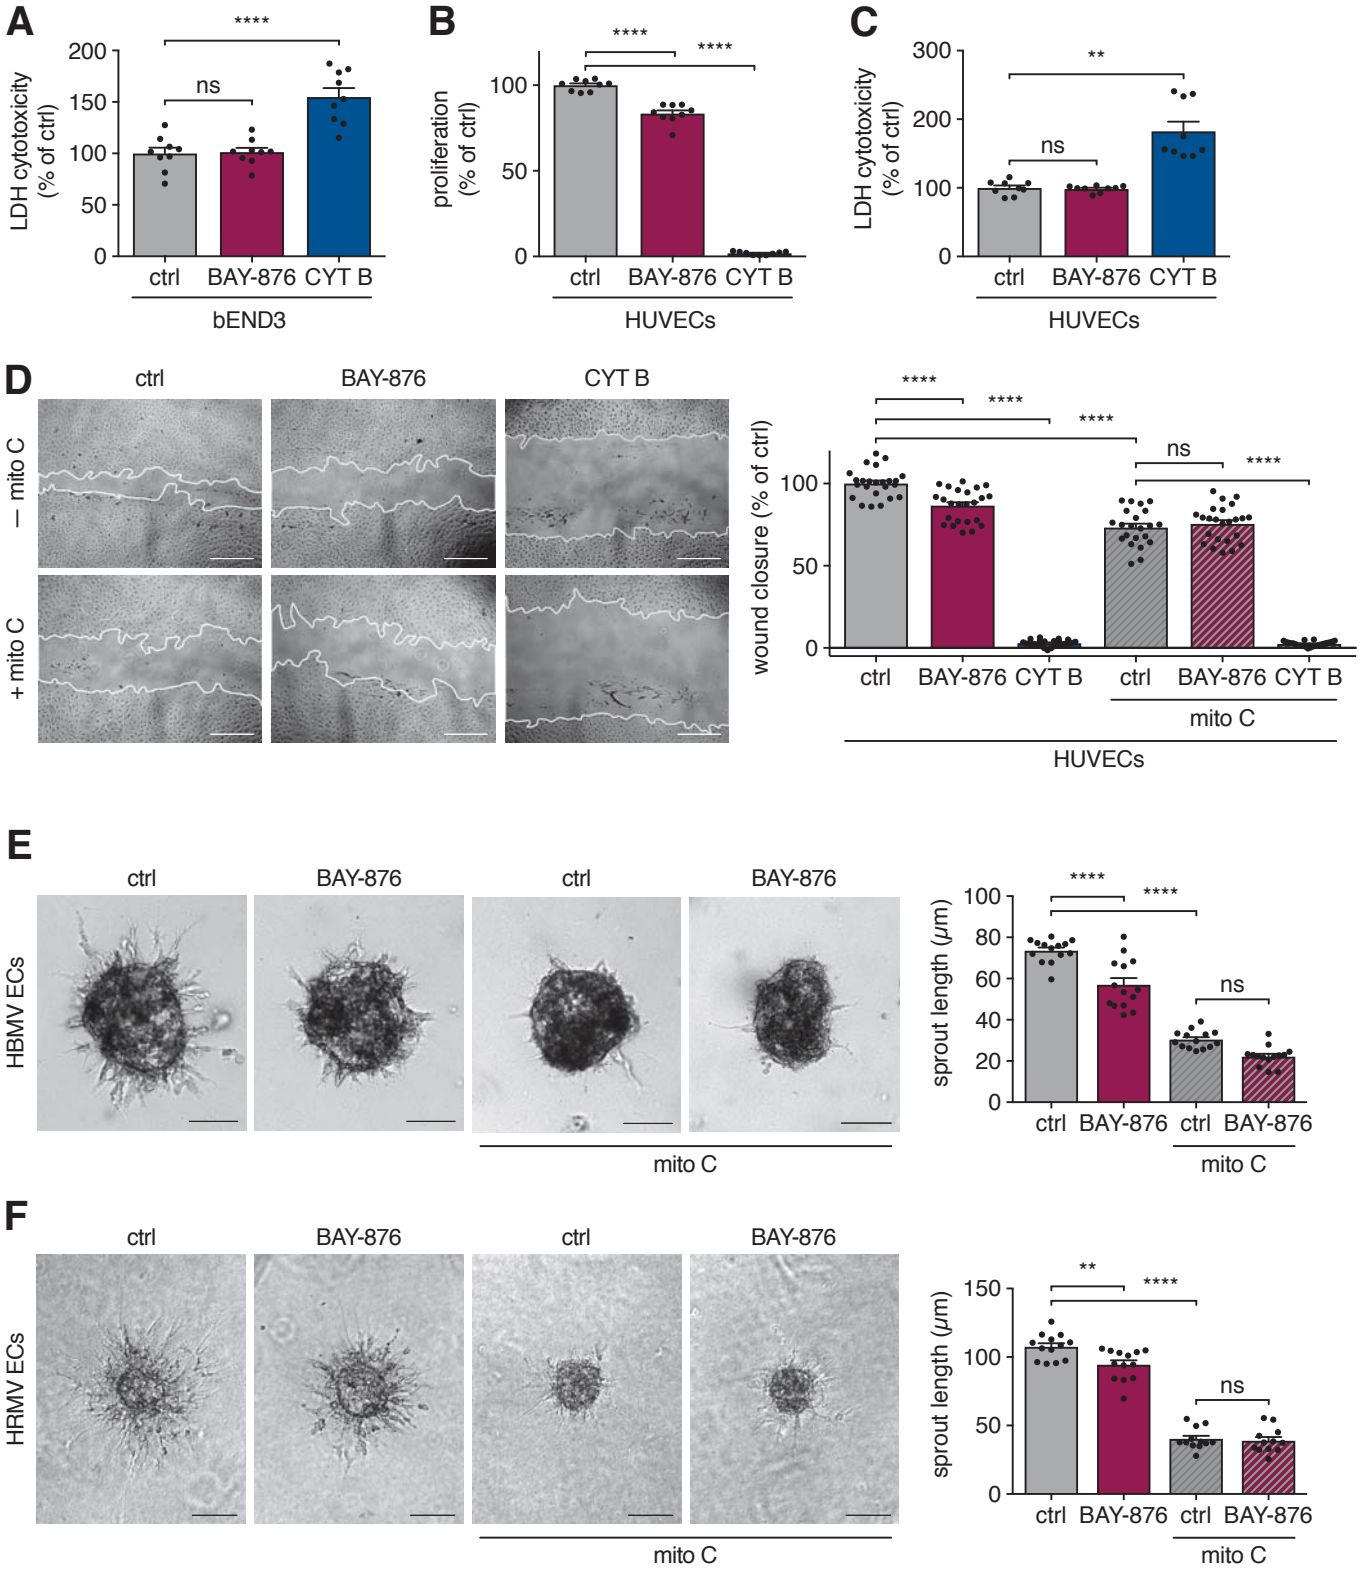 A
B
C
****
ns
200
150
100
50
0
LDH cytotoxicity
(% of ctrl)
ctrl
BAY-876
CYT B
bEND3
****
****
100
50
0
proliferation
(% of ctrl)
ctrl
BAY-876
CYT B
HUVECs
**
ns
300
200
100
0
LDH cytotoxicity
(% of ctrl)
ctrl
BAY-876
CYT B
HUVECs
D
ctrl
BAY-876
CYT B
– mito C
+ mito C
****
****
****
ns
****
100
50
0
wound closure (% of ctrl)
ctrl
BAY-876
CYT B
ctrl
BAY-876
CYT B
mito C
HUVECs
E
ctrl
BAY-876
ctrl
BAY-876
HBMV ECs
mito C
****
****
ns
100
80
60
40
20
0
sprout length (µm)
ctrl
BAY-876
ctrl
BAY-876
mito C
F
ctrl
BAY-876
ctrl
BAY-876
HRMV ECs
mito C
**
****
ns
150
100
50
0
sprout length (µm)
ctrl
BAY-876
ctrl
BAY-876
mito C